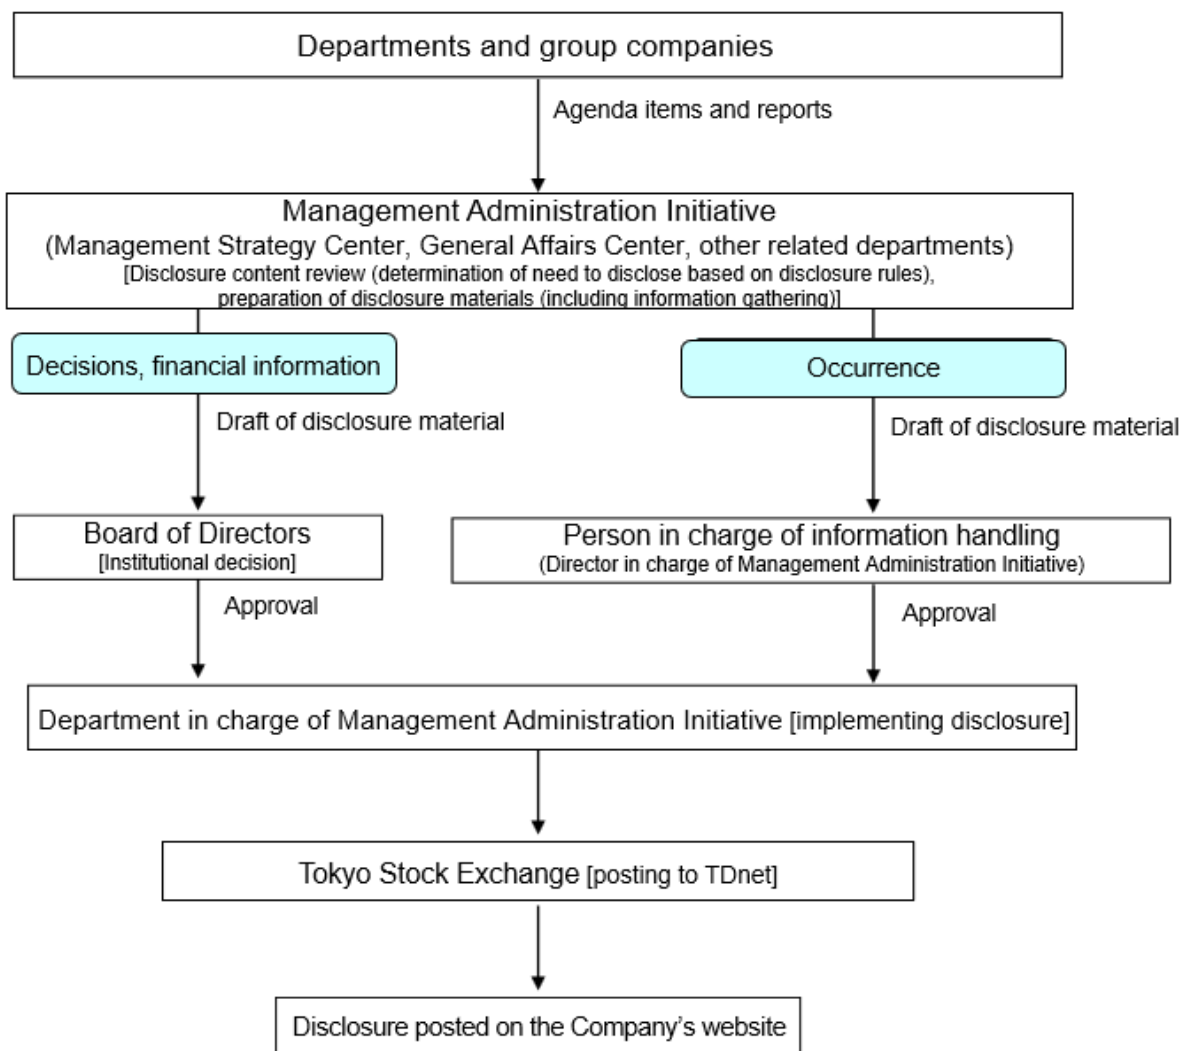 Departments and group companies
Agenda items and reports
Management Administration Initiative
(Management Strategy Center, General Affairs Center, other related departments)
[Disclosure content review (determination of need to disclose based on disclosure rules),
preparation of disclosure materials (including information gathering)]
Decisions, financial information
Occurrence
Draft of disclosure material
Draft of disclosure material
Board of Directors
[Institutional decision]
Person in charge of information handling
(Director in charge of Management Administration Initiative)
Approval
Approval
Department in charge of Management Administration Initiative [implementing disclosure]
Tokyo Stock Exchange [posting to TDnet]
Disclosure posted on the Company’s website